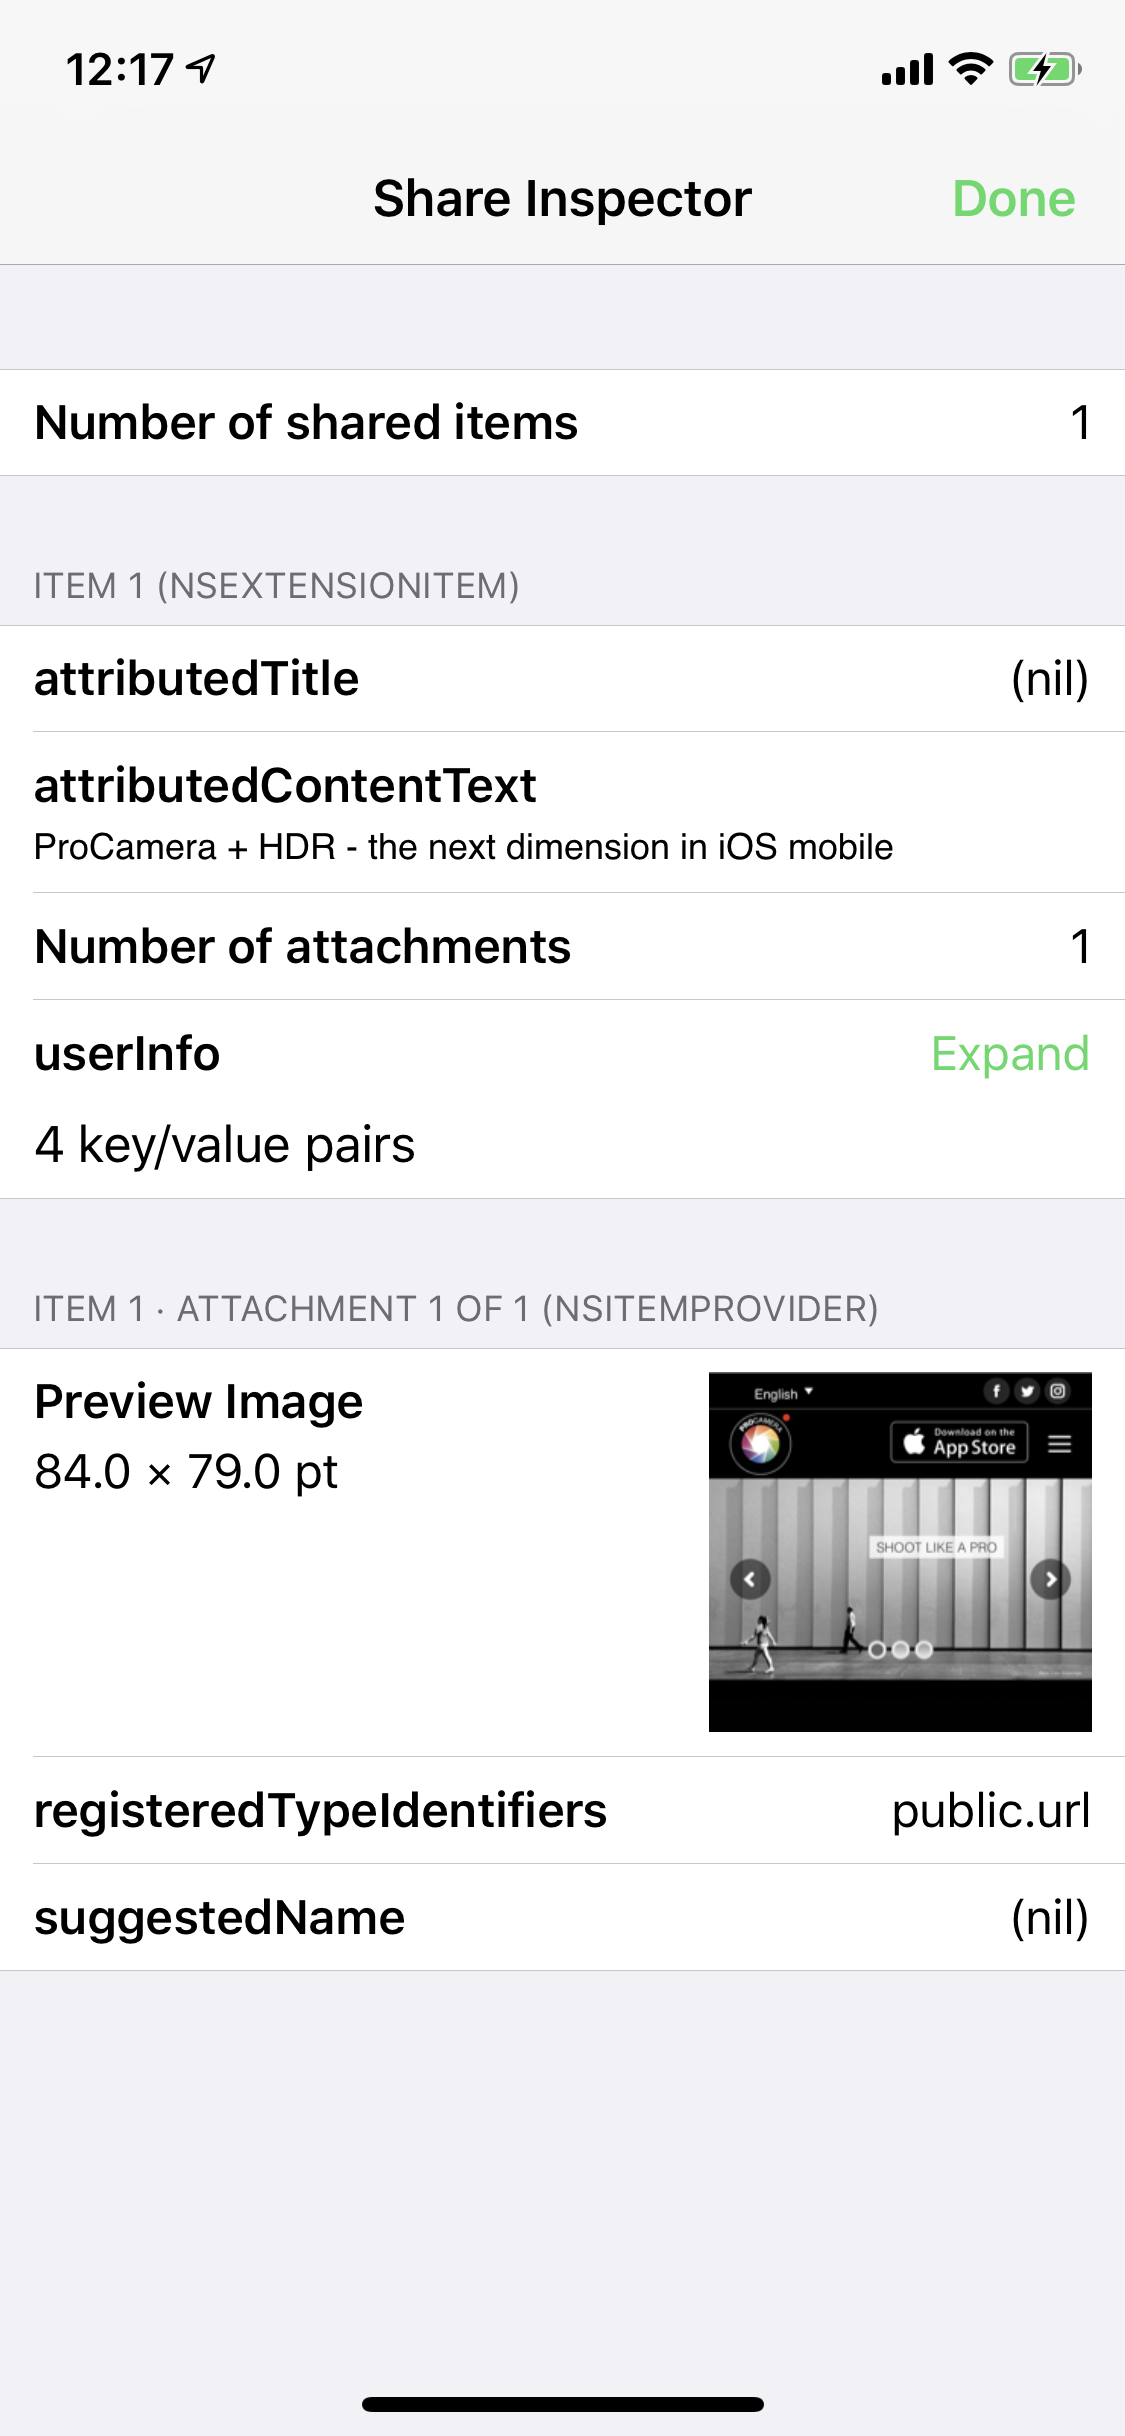 12:17
Share Inspector
Done
Number of shared items
1
ITEM 1 (NSEXTENSIONITEM)
attributedTitle
(nil)
attributedContentText
ProCamera + HDR - the next dimension in iOS mobile
Number of attachments
1
userInfo
Expand
4 key/value pairs
ITEM 1 · ATTACHMENT 1 OF 1 (NSITEMPROVIDER)
Preview Image
84.0 × 79.0 pt
English
PROCAMERA
Download on the
App Store
SHOOT LIKE A PRO
registeredTypeIdentifiers
public.url
suggestedName
(nil)